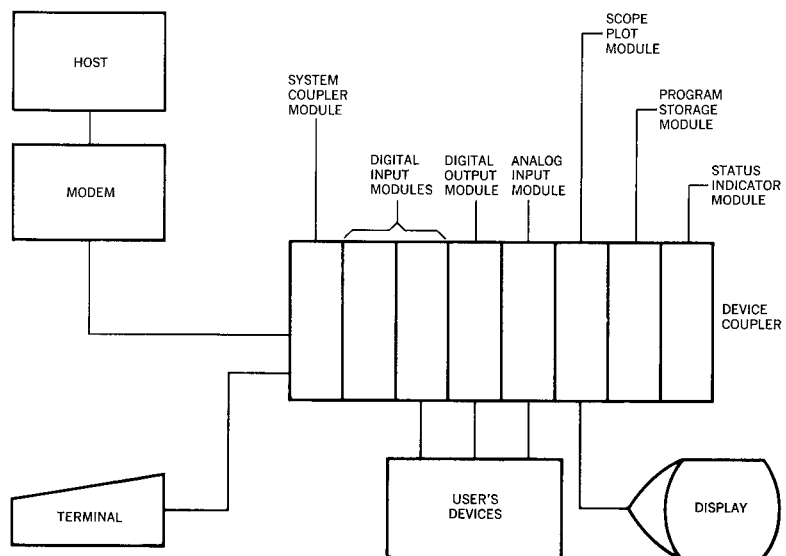 HOST
MODEM
SYSTEM
COUPLER
MODULE
DIGITAL
INPUT
MODULES
DIGITAL
OUTPUT
MODULE
ANALOG
INPUT
MODULE
SCOPE
PLOT
MODULE
PROGRAM
STORAGE
MODULE
STATUS
INDICATOR
MODULE
DEVICE
COUPLER
TERMINAL
USER'S
DEVICES
DISPLAY